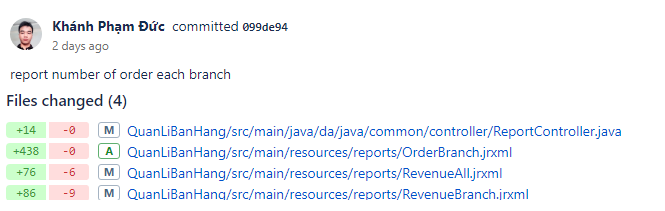 Khánh Phạm Đức committed 099de94
2 days ago
report number of order each branch
Files changed (4)
+14 -0 M QuanLiBanHang/src/main/java/da/java/common/controller/ReportController.java
+438 -0 A QuanLiBanHang/src/main/resources/reports/OrderBranch.jrxml
+76 -6 M QuanLiBanHang/src/main/resources/reports/RevenueAll.jrxml
+86 -9 M QuanLiBanHang/src/main/resources/reports/RevenueBranch.jrxml